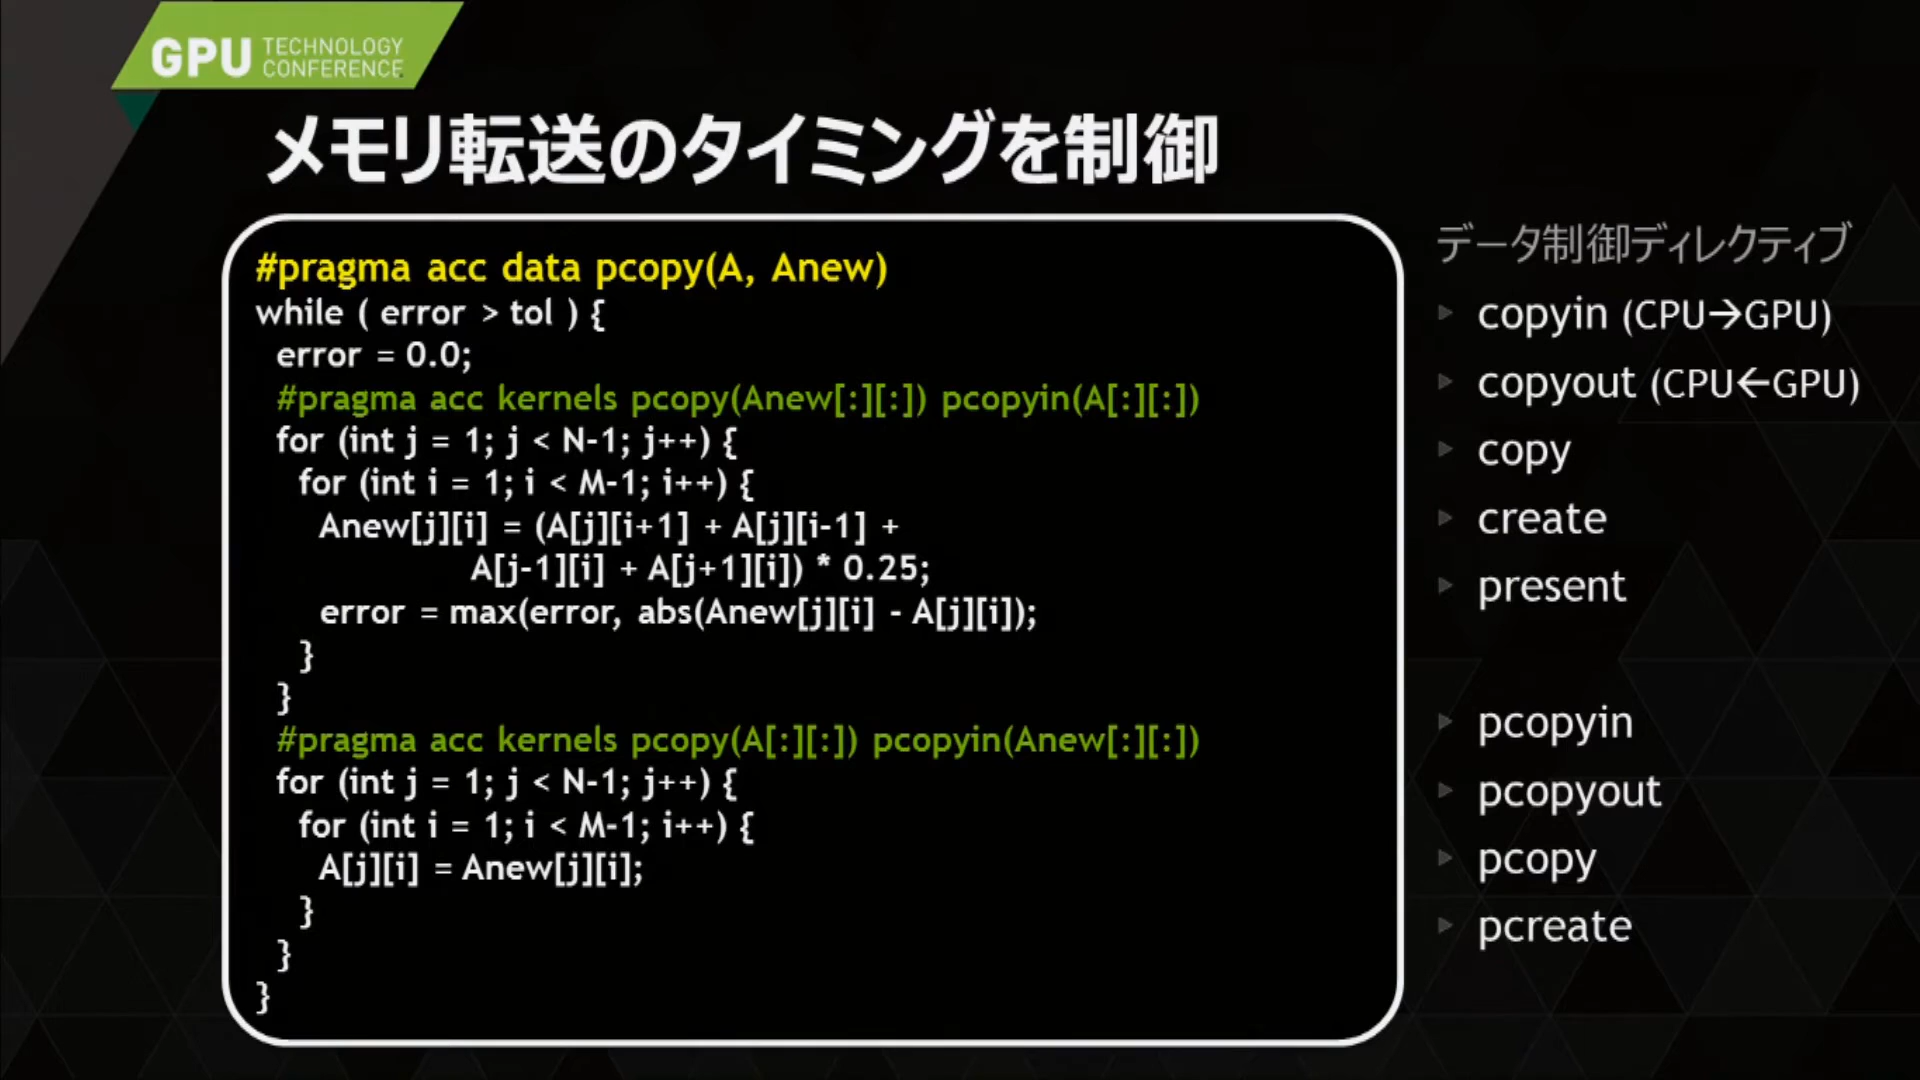 GPU TECHNOLOGY
CONFERENCE
メモリ転送のタイミングを制御
#pragma acc data pcopy(A, Anew)
while ( error > tol ) {
error = 0.0;
#pragma acc kernels pcopy(Anew[:][:]) pcopyin(A[:][:])
for (int j = 1; j < N-1; j++) {
for (int i = 1; i < M-1; i++) {
Anew[j][i] = (A[j][i+1] + A[j][i-1] +
A[j-1][i] + A[j+1][i]) * 0.25;
error = max(error, abs(Anew[j][i] - A[j][i]);
}
}
#pragma acc kernels pcopy(A[:][:]) pcopyin(Anew[:][:])
for (int j = 1; j < N-1; j++) {
for (int i = 1; i < M-1; i++) {
A[j][i] = Anew[j][i];
}
}
}
データ制御ディレクティブ
copyin (CPU→GPU)
copyout (CPU←GPU)
copy
create
present
pcopyin
pcopyout
pcopy
pcreate